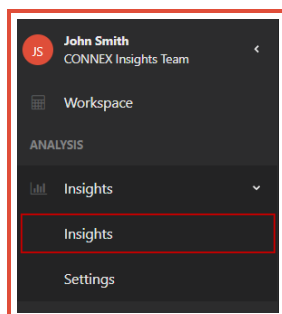 JS
John Smith
CONNEX Insights Team
Workspace
ANALYSIS
Insights
Insights
Settings